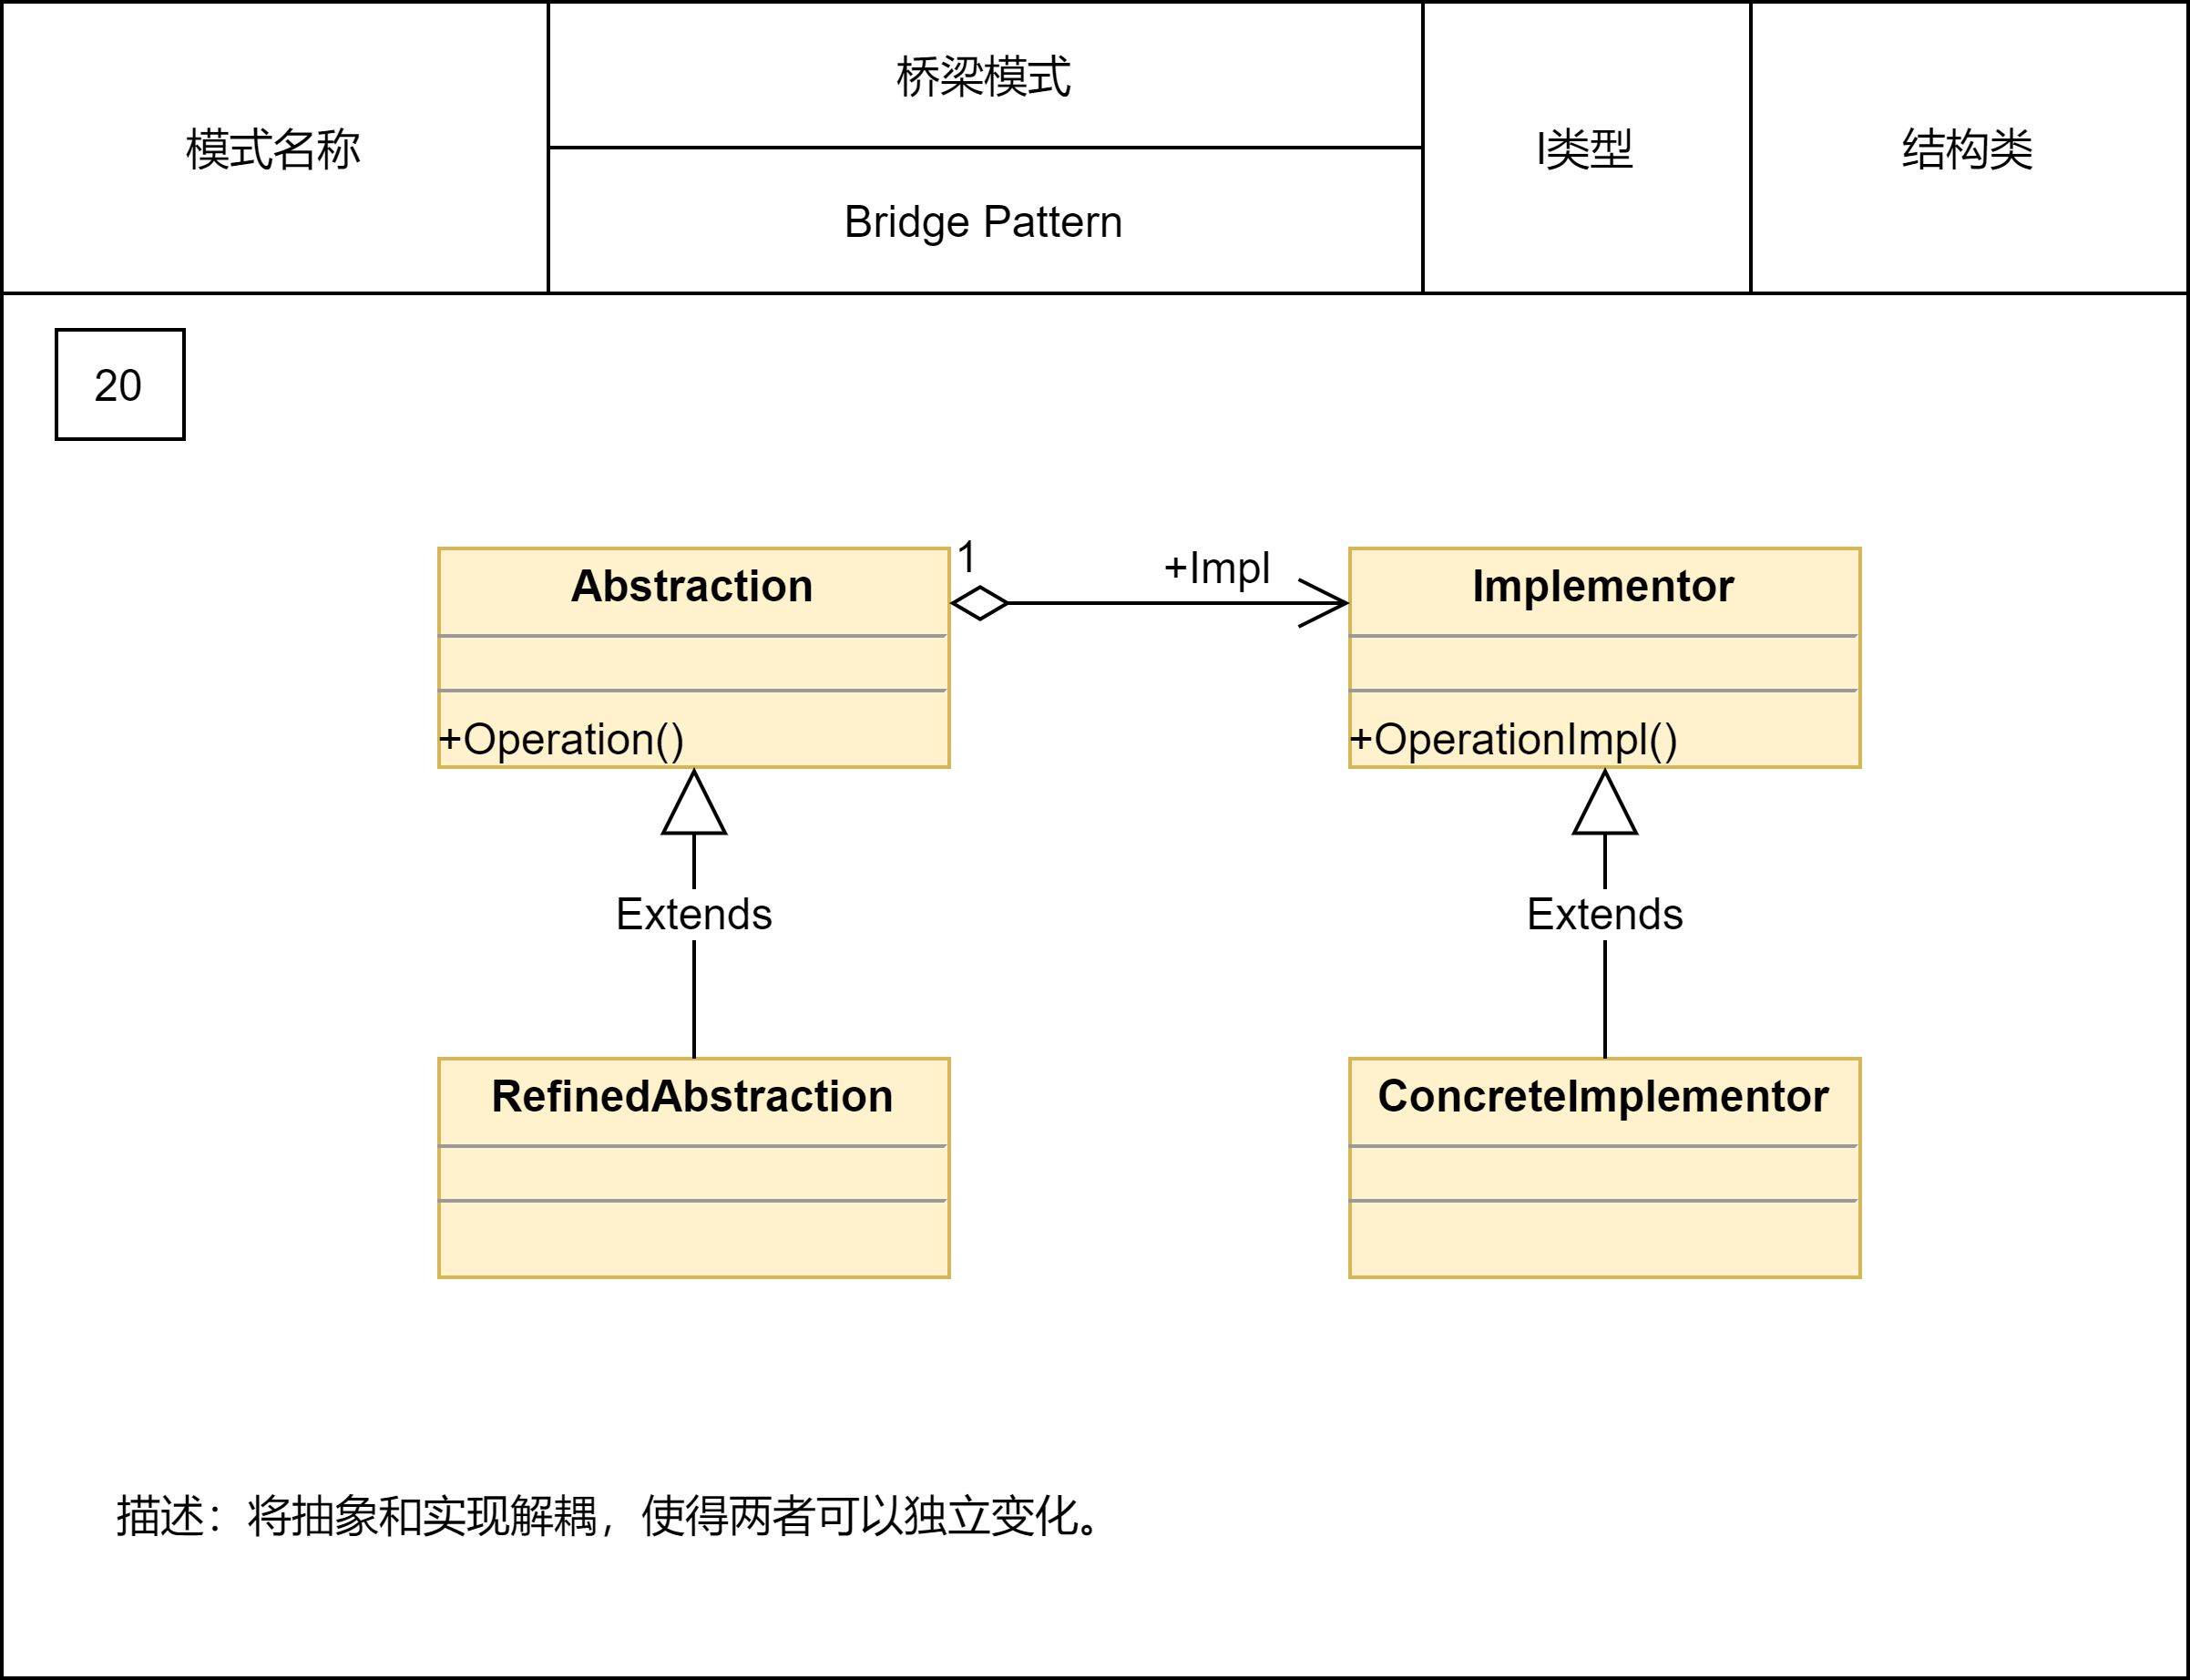 模式名称
桥梁模式
Bridge Pattern
I类型
结构类
20
Abstraction
1
+Impl
Implementor
+Operation()
+OperationImpl()
Extends
Extends
RefinedAbstraction
ConcreteImplementor
描述：将抽象和实现解耦，使得两者可以独立变化。